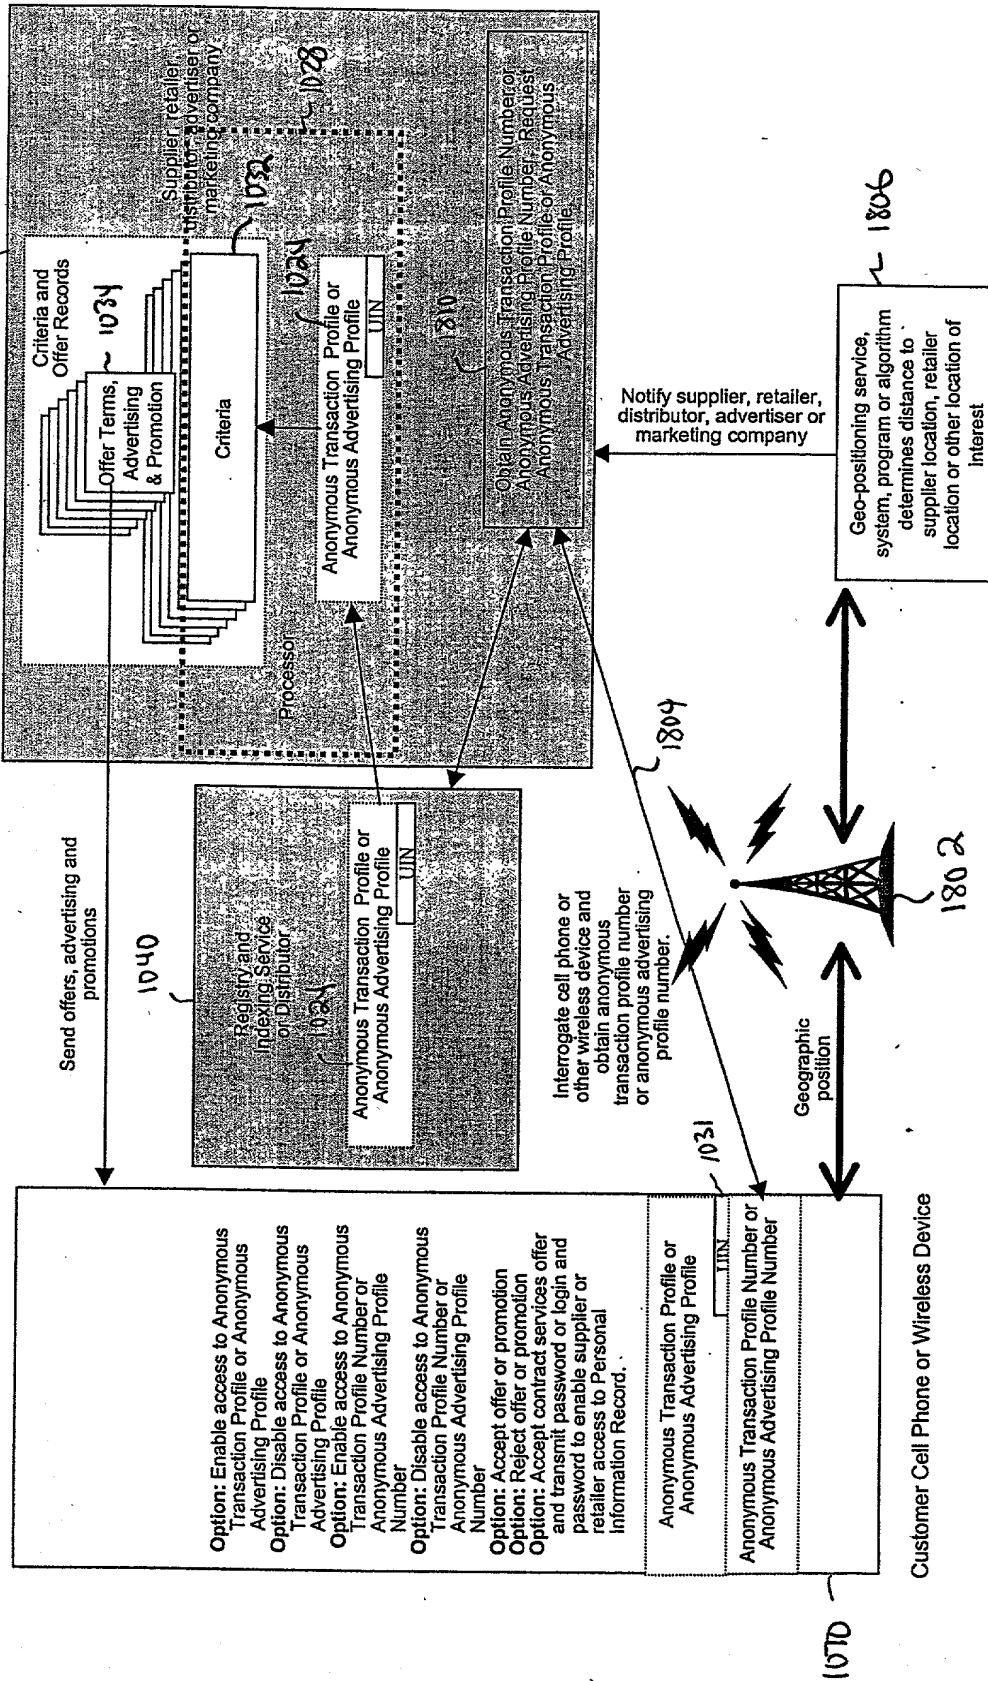 Option: Enable access to Anonymous
Transaction Profile or Anonymous
Advertising Profile
Option: Disable access to Anonymous
Transaction Profile or Anonymous
Advertising Profile
Option: Enable access to Anonymous
Transaction Profile Number or
Anonymous Advertising Profile
Number
Option: Disable access to Anonymous
Transaction Profile Number or
Anonymous Advertising Profile
Number
Option: Accept offer or promotion
Option: Reject offer or promotion
Option: Accept contract services offer
and transmit password or login and
password to enable supplier or
retailer access to Personal
Information Record.
Anonymous Transaction Profile or
Anonymous Advertising Profile
UIN
1031
Anonymous Transaction Profile Number or
Anonymous Advertising Profile Number
1070
Customer Cell Phone or Wireless Device
Send offers, advertising and
promotions
1040
Registry and
Indexing Service
or Distributor
1024
Anonymous Transaction Profile or
Anonymous Advertising Profile
UIN
Interrogate cell phone or
other wireless device and
obtain anonymous
transaction profile number
or anonymous advertising
profile number.
1804
Geographic
position
1802
Criteria and
Offer Records
1034
Offer Terms,
Advertising
& Promotion
Supplier, retailer,
distributor, advertiser or
marketing company
1028
1032
Criteria
Processor
1024
Anonymous Transaction Profile or
Anonymous Advertising Profile
UIN
1810
Obtain Anonymous Transaction Profile Number or
Anonymous Advertising Profile Number. Request
Anonymous Transaction Profile or Anonymous
Advertising Profile.
Notify supplier, retailer,
distributor, advertiser or
marketing company
1806
Geo-positioning service,
system, program or algorithm
determines distance to
supplier location, retailer
location or other location of
Interest